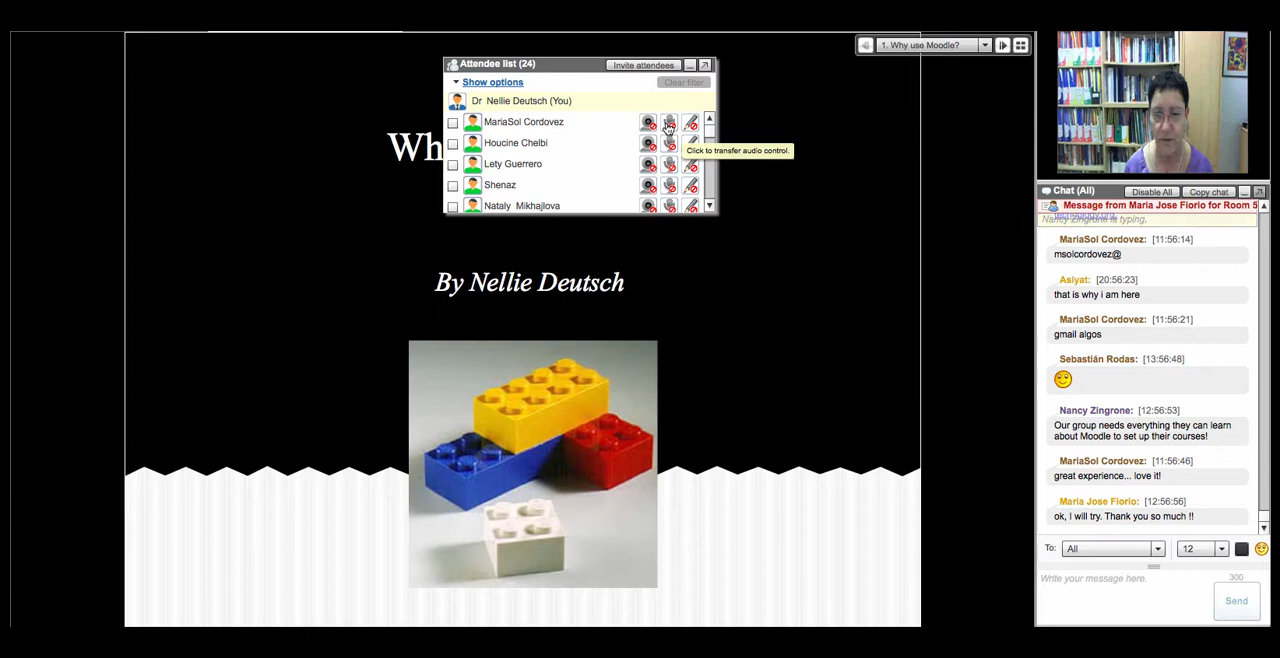 1. Why use Moodle?
Attendee list (24)
Invite attendees
Show options
Clear filter
Dr Nellie Deutsch (You)
MariaSol Cordovez
Houcine Chelbi
Click to transfer audio control.
Lety Guerrero
Shenaz
Nataly Mikhajlova
Wh
By Nellie Deutsch
Chat (All)
Disable All
Copy chat
Message from Maria Jose Fiorio for Room 5
Nancy Zingrone is typing,
MariaSol Cordovez: [11:56:14]
msolcordovez@
Asiyat: [20:56:23]
that is why i am here
MariaSol Cordovez: [11:56:21]
gmail algos
Sebastián Rodas: [13:56:48]
Nancy Zingrone: [12:56:53]
Our group needs everything they can learn
about Moodle to set up their courses!
MariaSol Cordovez: [11:56:46]
great experience... love it!
Maria Jose Fiorio: [12:56:56]
ok, I will try. Thank you so much !!
To: All 12
Write your message here.
300
Send